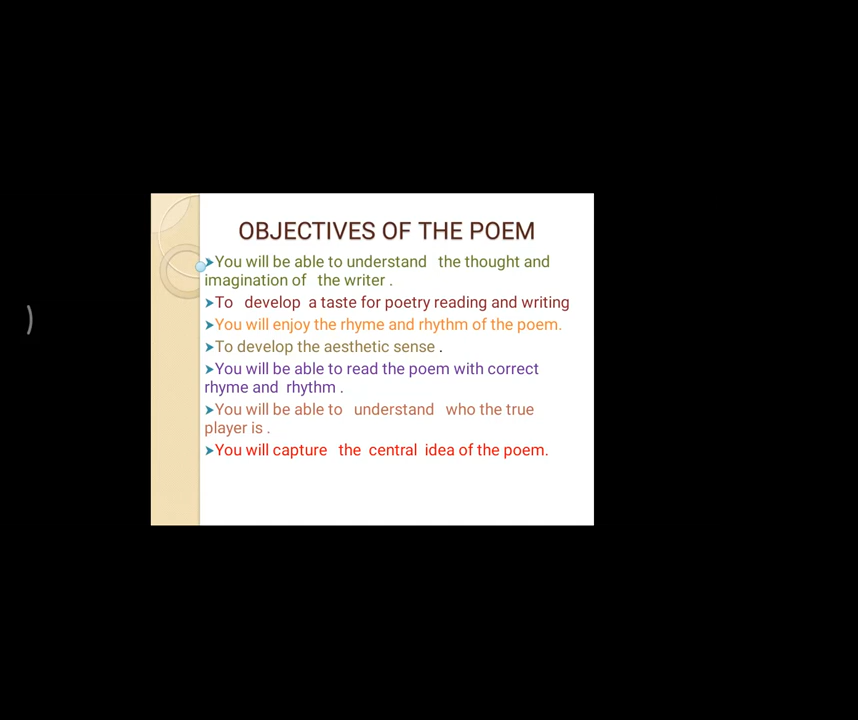 OBJECTIVES OF THE POEM
➤You will be able to understand the thought and
imagination of the writer .
➤To develop a taste for poetry reading and writing
➤You will enjoy the rhyme and rhythm of the poem.
➤To develop the aesthetic sense .
➤You will be able to read the poem with correct
rhyme and rhythm .
➤You will be able to understand who the true
player is .
➤You will capture the central idea of the poem.